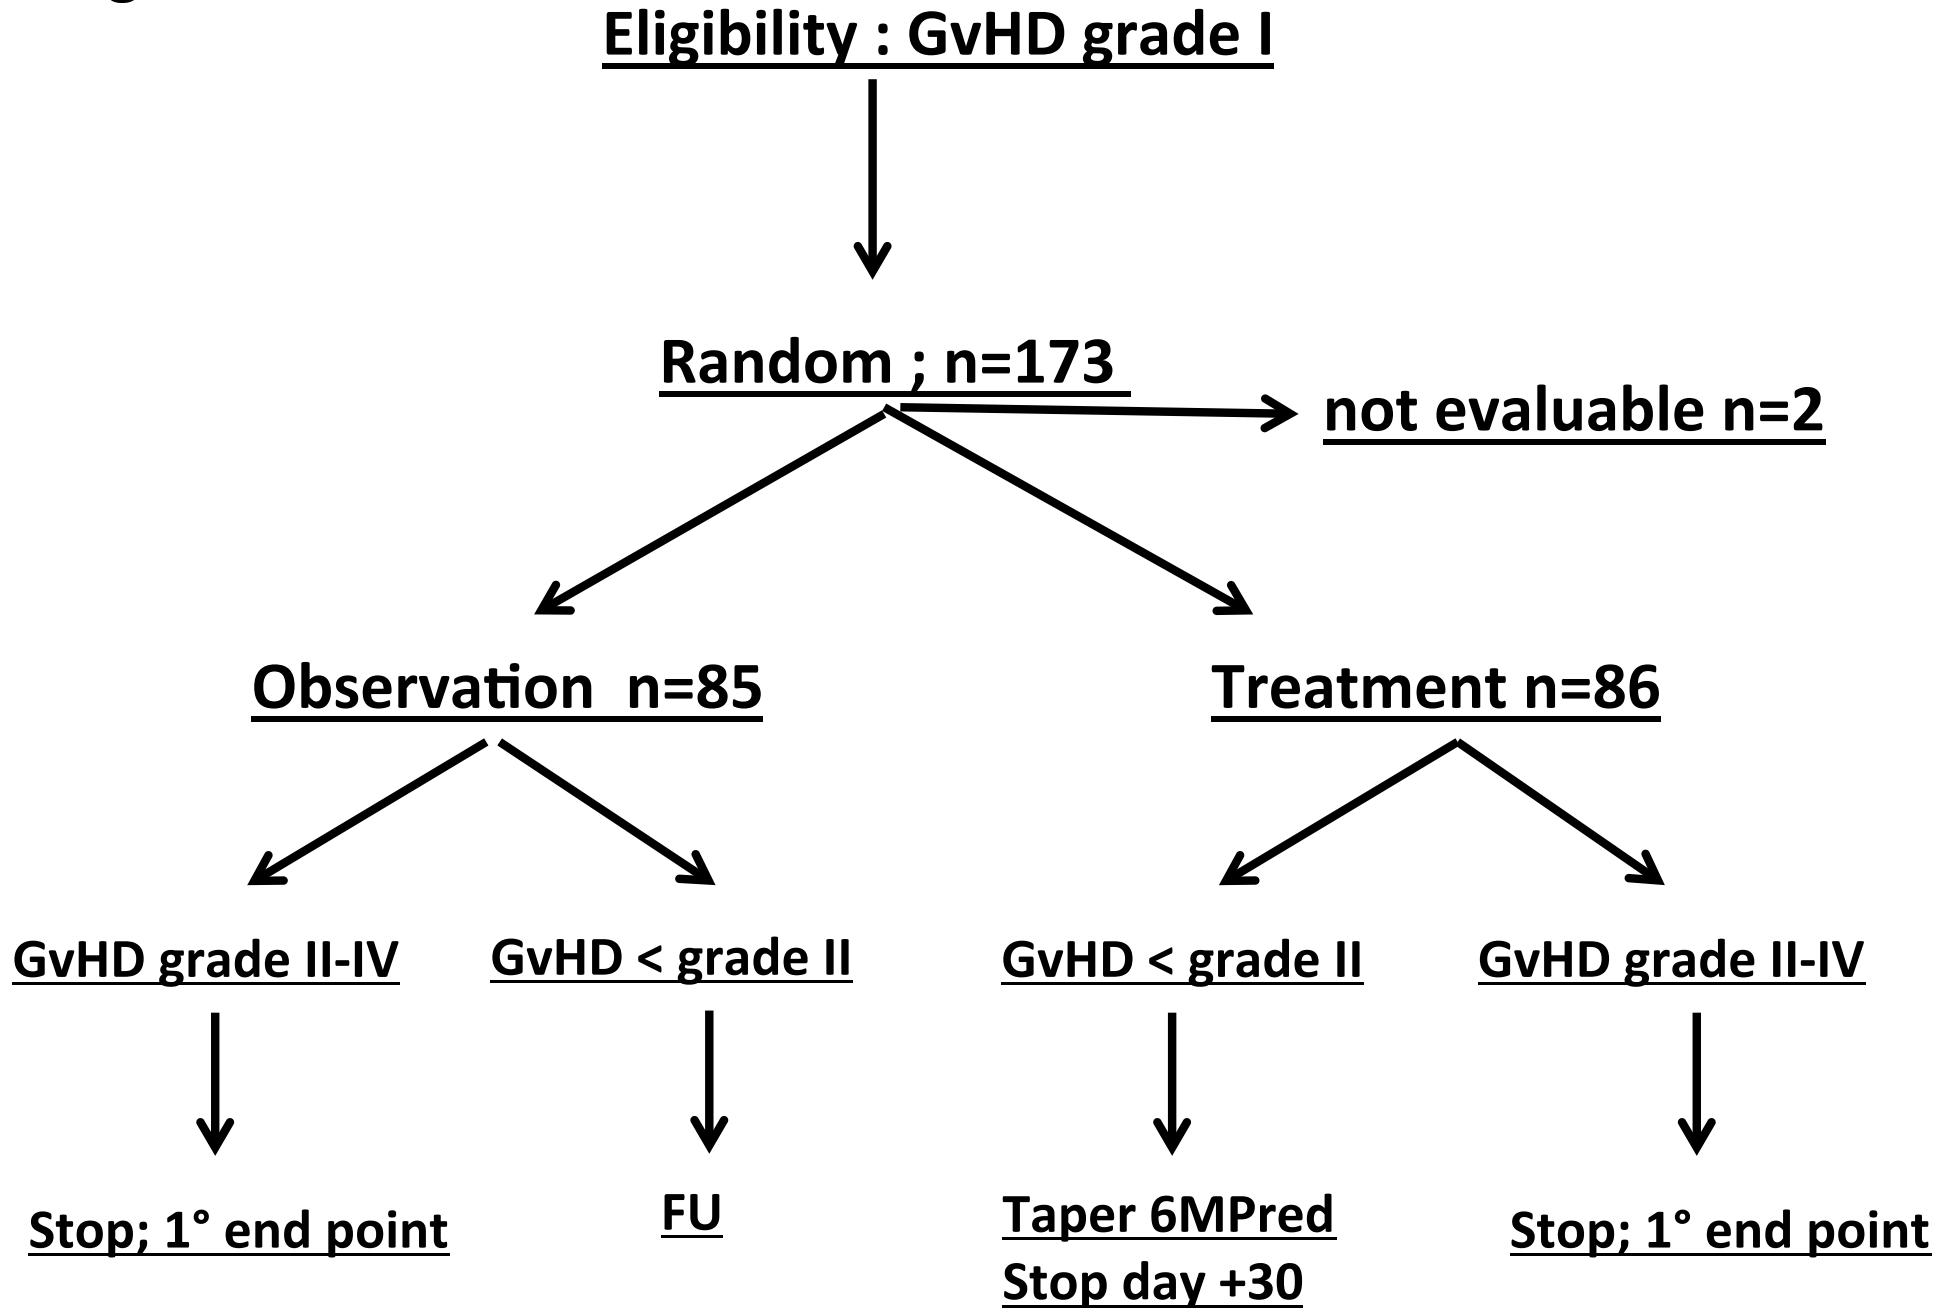 Eligibility : GvHD grade I
Random ; n=173
not evaluable n=2
Observation n=85
Treatment n=86
GvHD grade II-IV
GvHD < grade II
GvHD < grade II
GvHD grade II-IV
Stop; 1° end point
FU
Taper 6MPred
Stop day +30
Stop; 1° end point